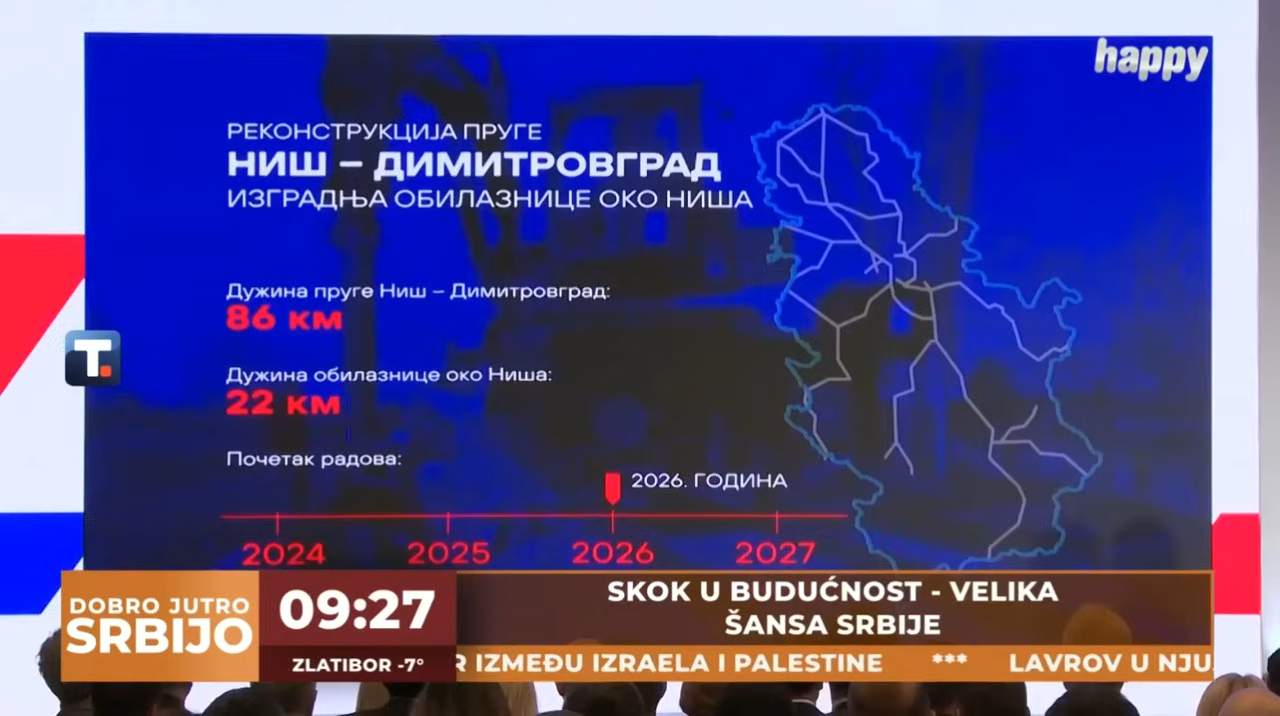 happy
РЕКОНСТРУКЦИЈА ПРУГЕ
НИШ – ДИМИТРОВГРАД
ИЗГРАДЊА ОБИЛАЗНИЦЕ ОКО НИША
Дужина пруге Ниш – Димитровград:
86 км
Дужина обилазнице око Ниша:
22 км
T.
Почетак радова:
2026. ГОДИНА
2024 2025 2026 2027
DOBRO JUTRO
SRBIJO
09:27
ZLATIBOR -7°
SKOK U BUDUĆNOST - VELIKA
ŠANSA SRBIJE
IZMEĐU IZRAELA I PALESTINE *** LAVROV U